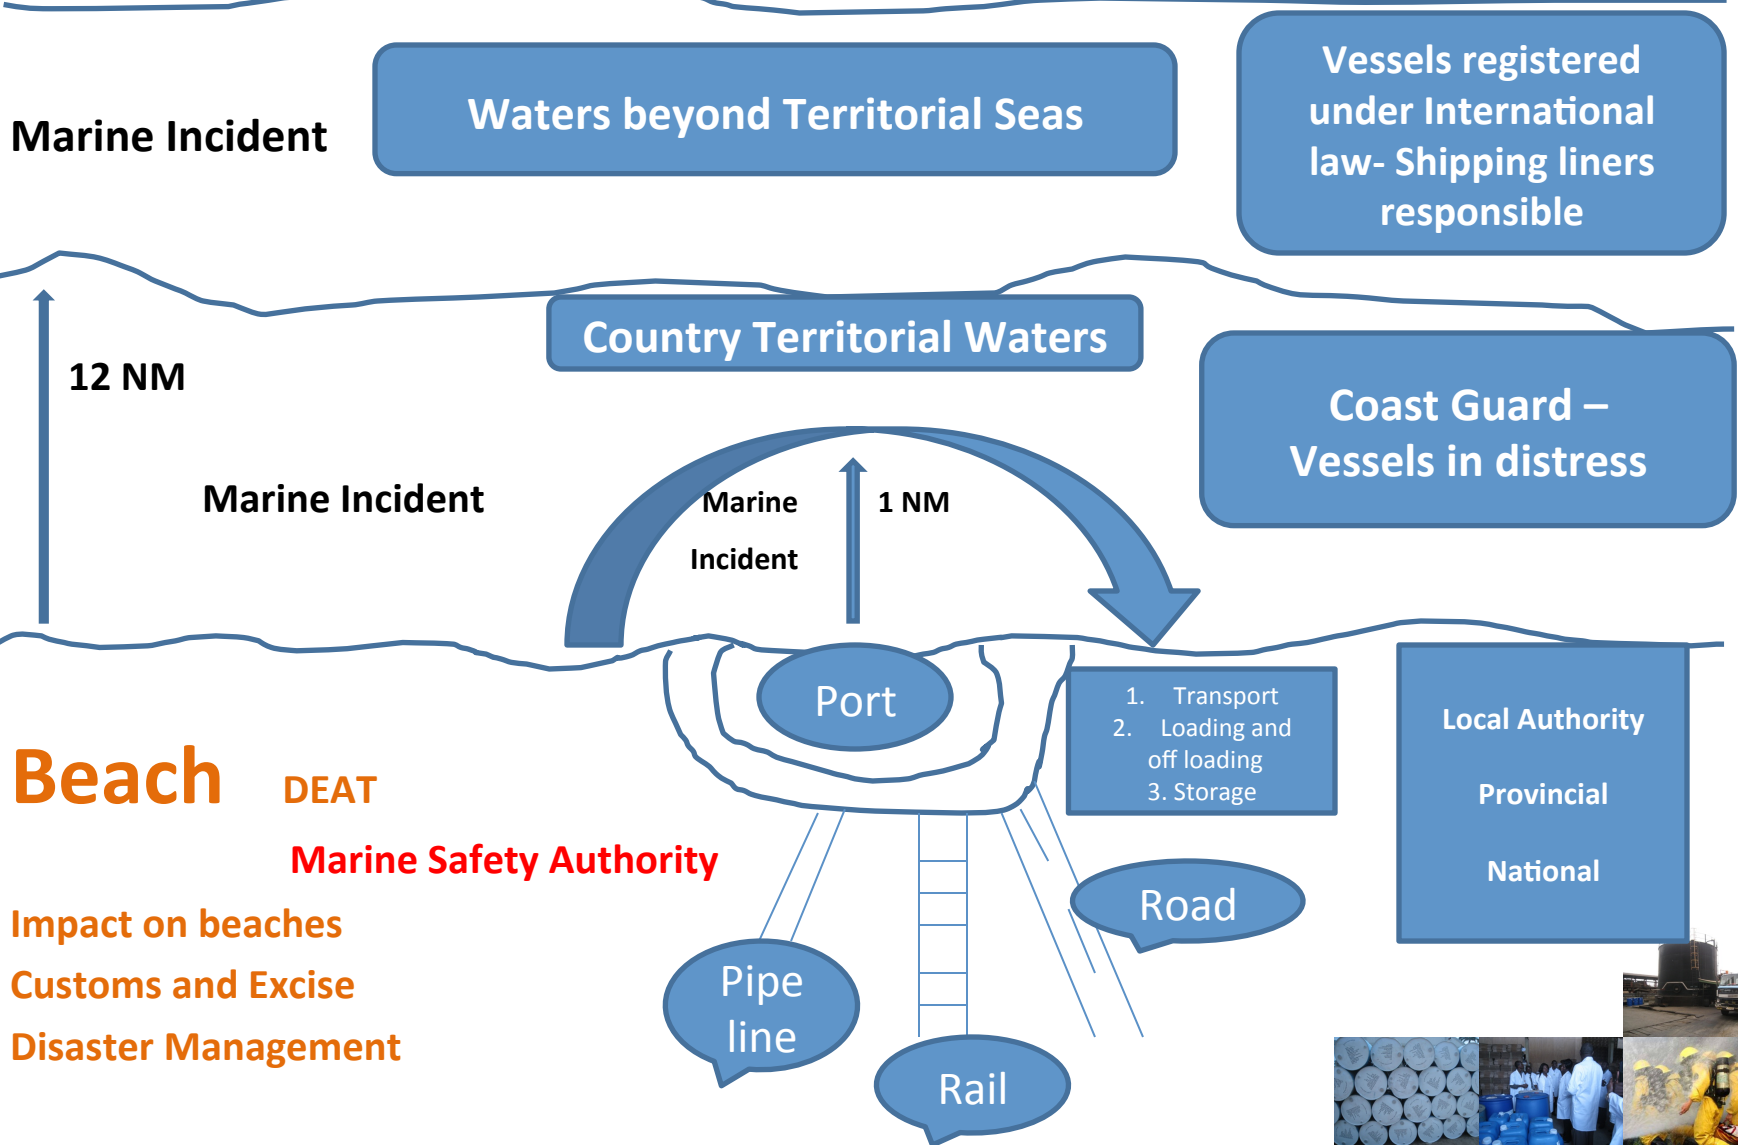 Marine Incident
Waters beyond Territorial Seas
Vessels registered
under International
law- Shipping liners
responsible
Country Territorial Waters
12 NM
Coast Guard –
Vessels in distress
Marine Incident
Marine
Incident
1 NM
Port
1. Transport
2. Loading and
off loading
3. Storage
Local Authority
Provincial
National
Beach DEAT
Marine Safety Authority
Impact on beaches
Customs and Excise
Disaster Management
Road
Pipe
line
Rail